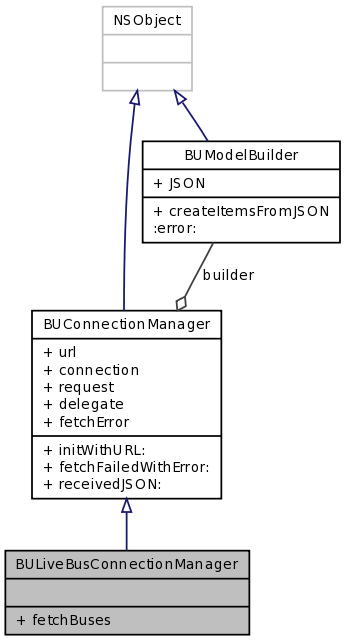 NSObject
BUModelBuilder
+ JSON
+ createItemsFromJSON
:error:
builder
BUConnectionManager
+ url
+ connection
+ request
+ delegate
+ fetchError
+ initWithURL:
+ fetchFailedWithError:
+ receivedJSON:
BULiveBusConnectionManager
+ fetchBuses